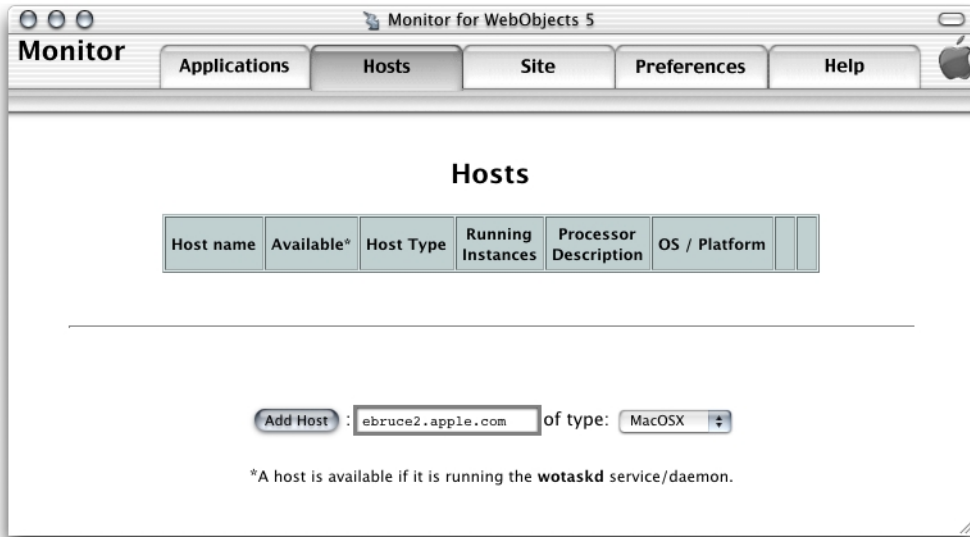 Monitor for WebObjects 5
Monitor
Applications
Hosts
Site
Preferences
Help
Hosts
Host name
Available*
Host Type
Running
Instances
Processor
Description
OS / Platform
Add Host : ebruce2.apple.com of type: MacOSX
*A host is available if it is running the wotaskd service/daemon.